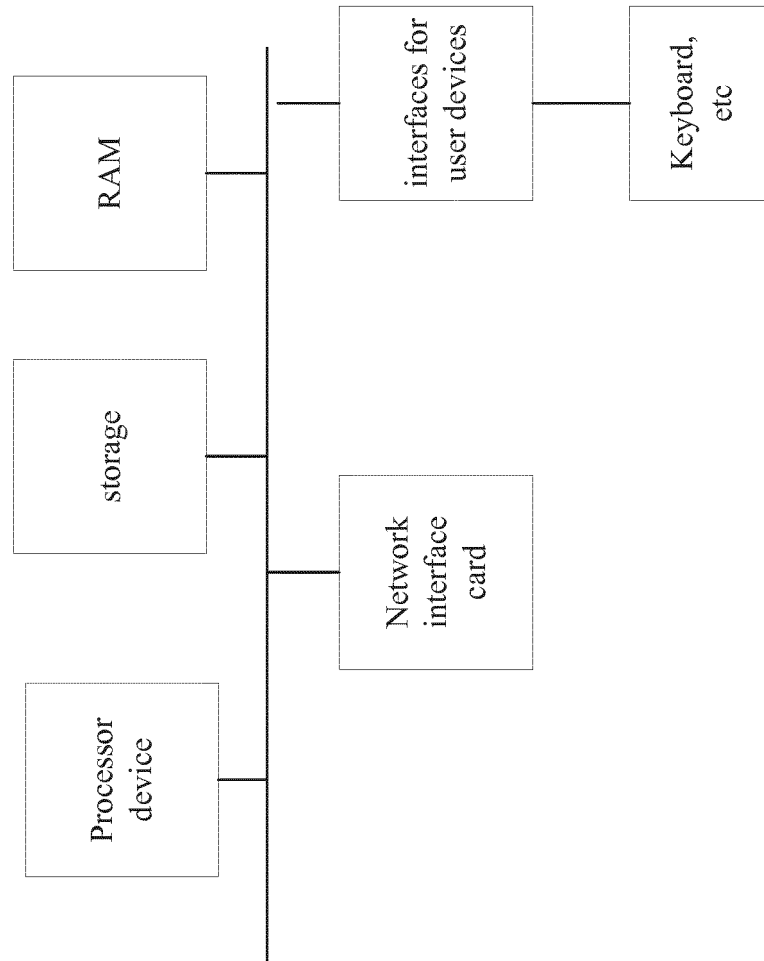 Processor
device
storage
RAM
Network
interface
card
interfaces for
user devices
Keyboard,
etc